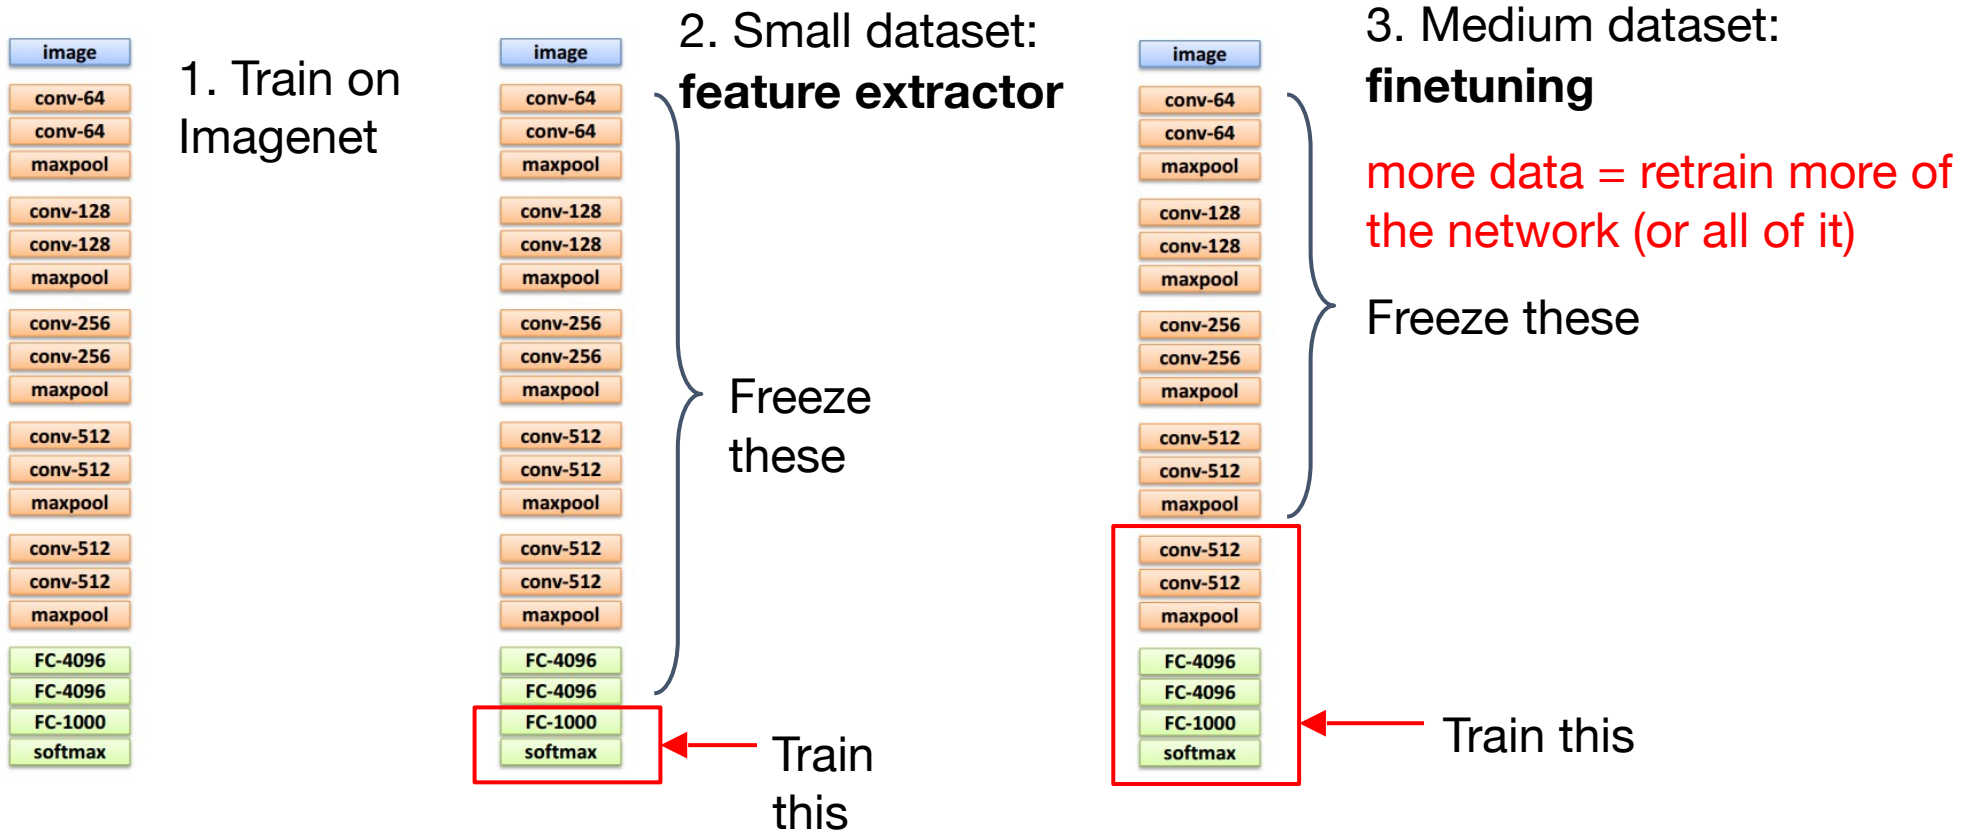 image
conv-64
conv-64
maxpool
conv-128
conv-128
maxpool
conv-256
conv-256
maxpool
conv-512
conv-512
maxpool
conv-512
conv-512
maxpool
FC-4096
FC-4096
FC-1000
softmax
1. Train on
Imagenet
image
conv-64
conv-64
maxpool
conv-128
conv-128
maxpool
conv-256
conv-256
maxpool
conv-512
conv-512
maxpool
conv-512
conv-512
maxpool
FC-4096
FC-4096
FC-1000
softmax
2. Small dataset:
feature extractor
Freeze
these
Train
this
image
conv-64
conv-64
maxpool
conv-128
conv-128
maxpool
conv-256
conv-256
maxpool
conv-512
conv-512
maxpool
conv-512
conv-512
maxpool
FC-4096
FC-4096
FC-1000
softmax
3. Medium dataset:
finetuning
more data = retrain more of
the network (or all of it)
Freeze these
Train this